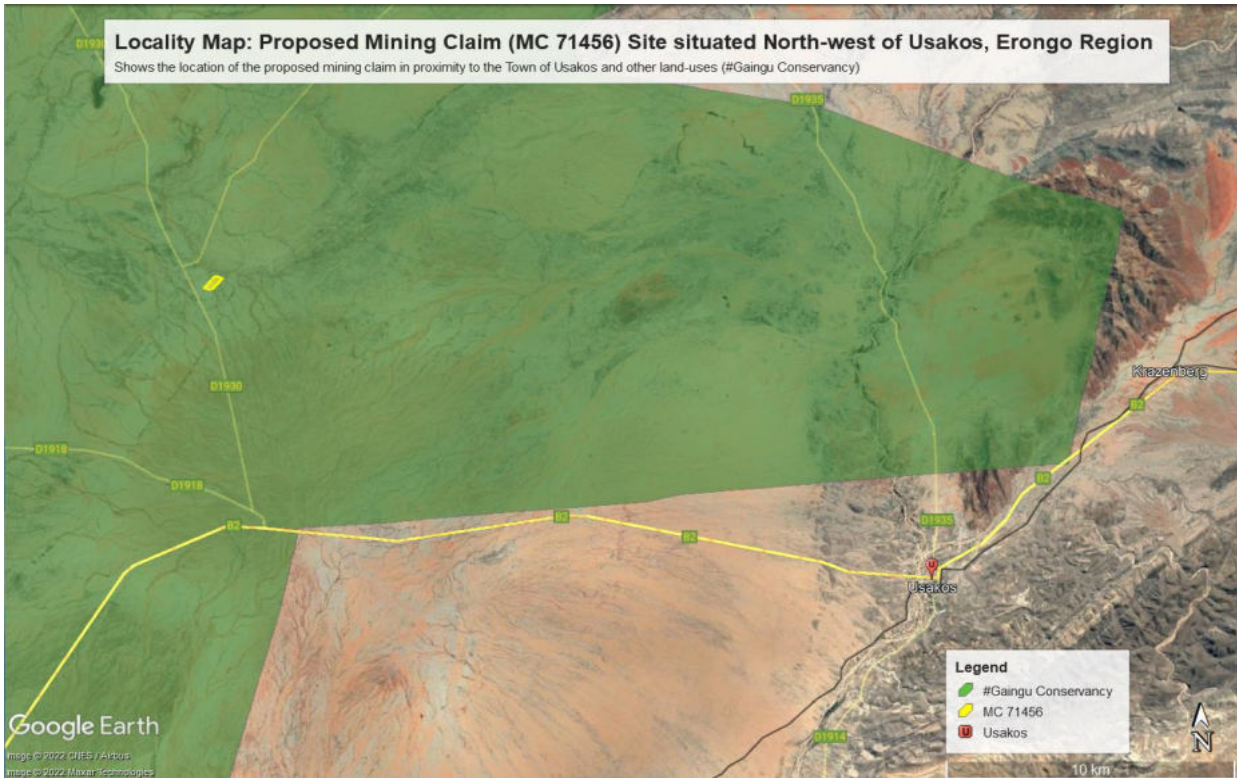 Locality Map: Proposed Mining Claim (MC 71456) Site situated North-west of Usakos, Erongo Region
Shows the location of the proposed mining claim in proximity to the Town of Usakos and other land-uses (#Gaingu Conservancy)
D1930
D1935
Krazenberg
D1930
B2
D1918
D1918
B2
B2
B2
B2
D1935
Usakos
Legend
#Gaingu Conservancy
MC 71456
U Usakos
D1914
N
10 km
Google Earth
Image © 2022 CNES / Airbus
Image © 2022 Maxar Technologies